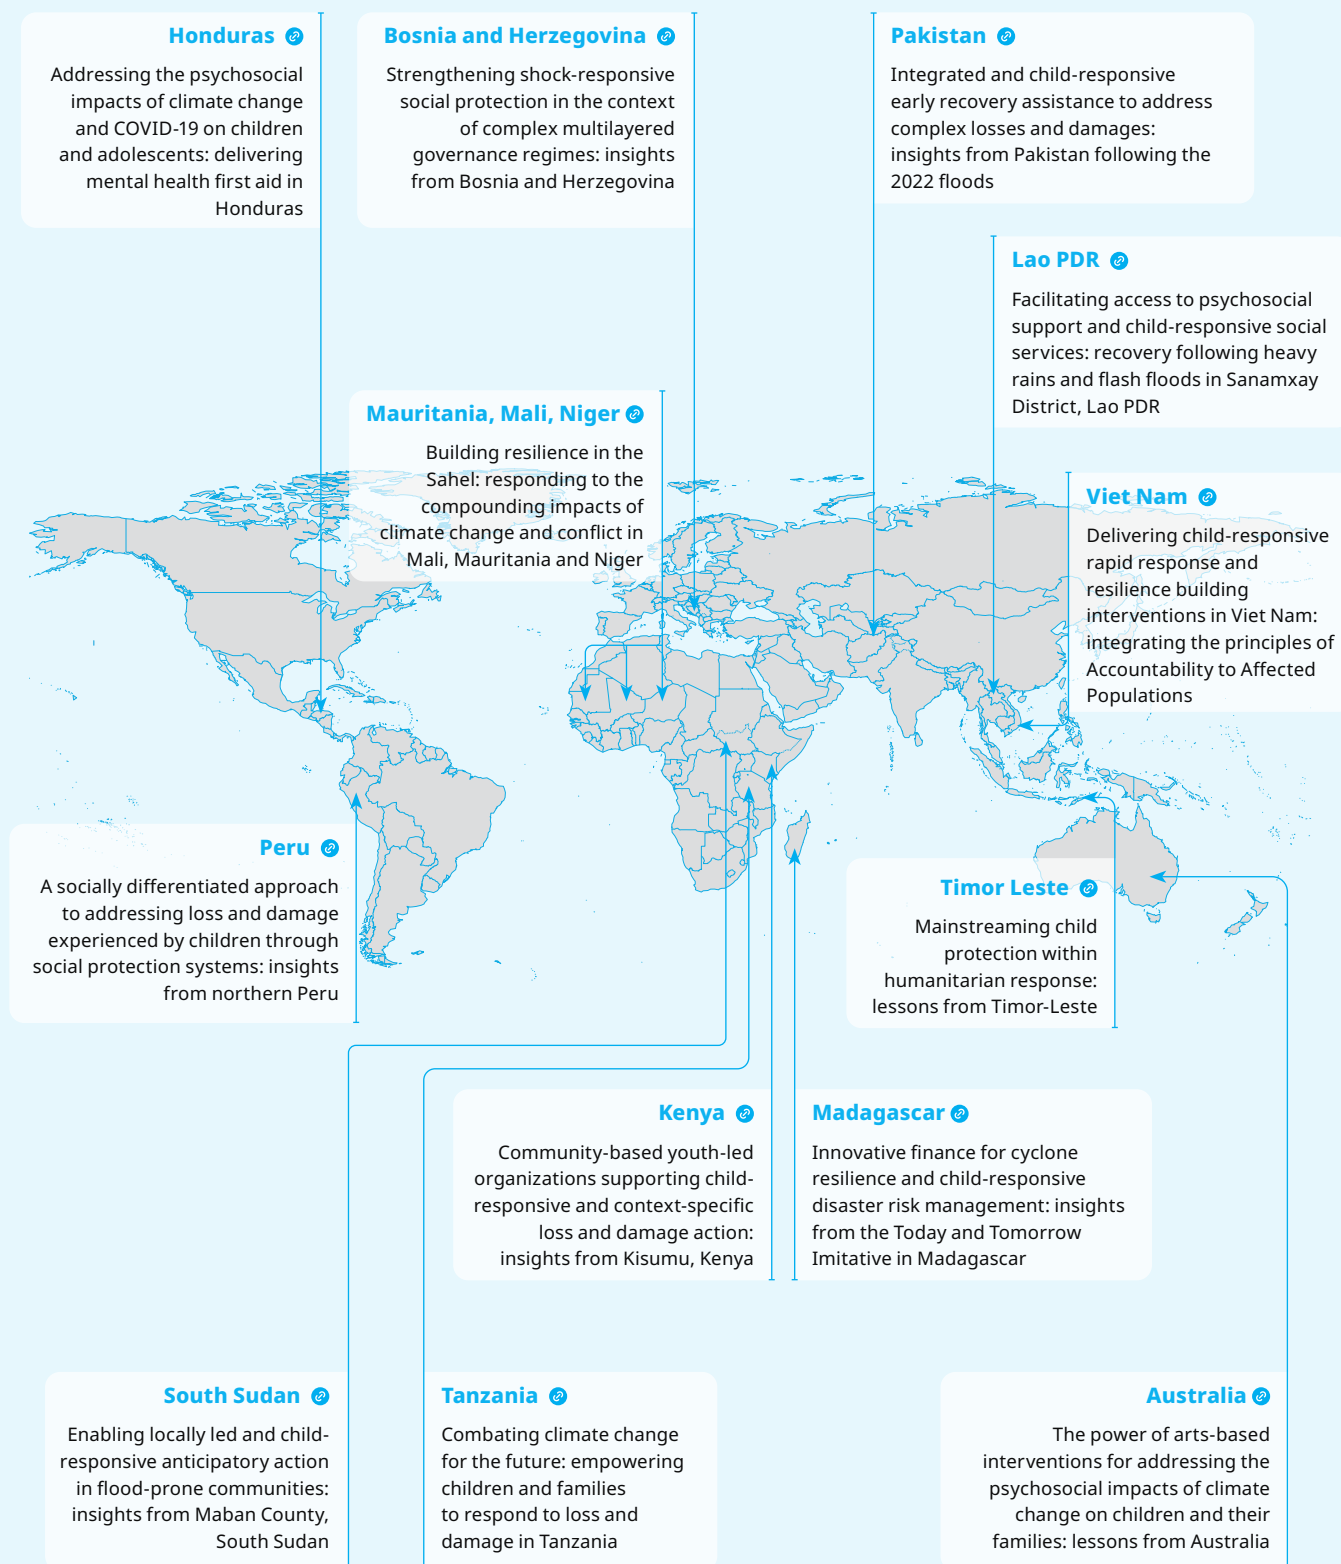 Honduras
Addressing the psychosocial
impacts of climate change
and COVID-19 on children
and adolescents: delivering
mental health first aid in
Honduras
Bosnia and Herzegovina
Strengthening shock-responsive
social protection in the context
of complex multilayered
governance regimes: insights
from Bosnia and Herzegovina
Pakistan
Integrated and child-responsive
early recovery assistance to address
complex losses and damages:
insights from Pakistan following the
2022 floods
Lao PDR
Facilitating access to psychosocial
support and child-responsive social
services: recovery following heavy
rains and flash floods in Sanamxay
District, Lao PDR
Mauritania, Mali, Niger
Building resilience in the
Sahel: responding to the
compounding impacts of
climate change and conflict in
Mali, Mauritania and Niger
Viet Nam
Delivering child-responsive
rapid response and
resilience building
interventions in Viet Nam:
integrating the principles of
Accountability to Affected
Populations
Peru
A socially differentiated approach
to addressing loss and damage
experienced by children through
social protection systems: insights
from northern Peru
Timor Leste
Mainstreaming child
protection within
humanitarian response:
lessons from Timor-Leste
Kenya
Community-based youth-led
organizations supporting child-
responsive and context-specific
loss and damage action:
insights from Kisumu, Kenya
Madagascar
Innovative finance for cyclone
resilience and child-responsive
disaster risk management: insights
from the Today and Tomorrow
Imitative in Madagascar
South Sudan
Enabling locally led and child-
responsive anticipatory action
in flood-prone communities:
insights from Maban County,
South Sudan
Tanzania
Combating climate change
for the future: empowering
children and families
to respond to loss and
damage in Tanzania
Australia
The power of arts-based
interventions for addressing the
psychosocial impacts of climate
change on children and their
families: lessons from Australia